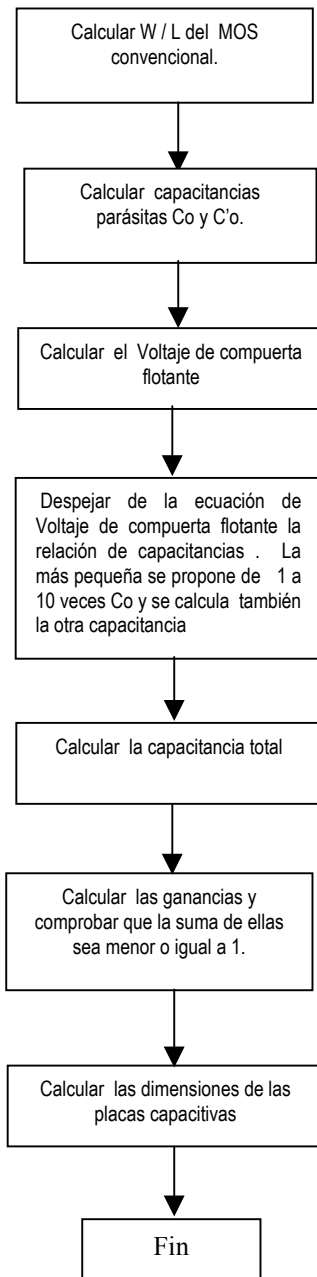 Calcular W / L del MOS
convencional.
Calcular capacitancias
parásitas Co y C'o.
Calcular el Voltaje de compuerta
flotante
Despejar de la ecuación de
Voltaje de compuerta flotante la
relación de capacitancias . La
más pequeña se propone de 1 a
10 veces Co y se calcula también
la otra capacitancia
Calcular la capacitancia total
Calcular las ganancias y
comprobar que la suma de ellas
sea menor o igual a 1.
Calcular las dimensiones de las
placas capacitivas
Fin